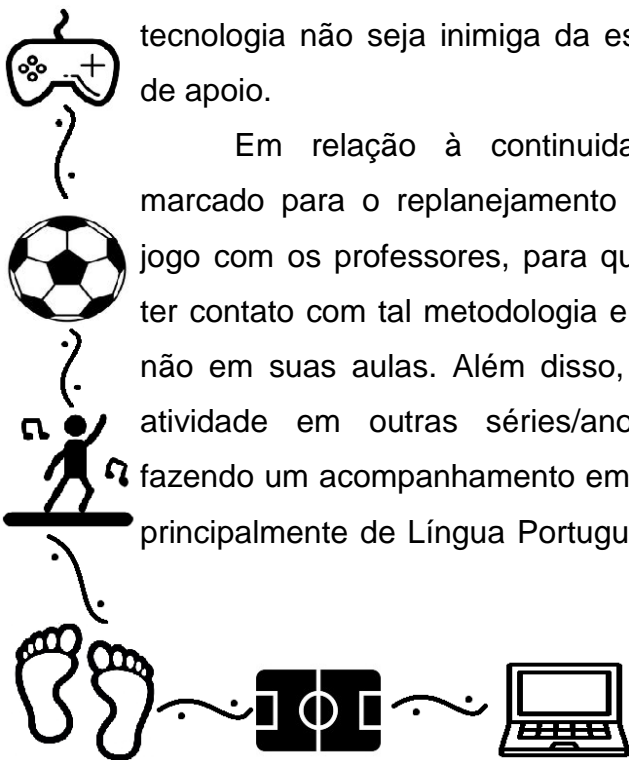 tecnologia não seja inimiga da es
de apoio.
Em relação à continuida
marcado para o replanejamento
jogo com os professores, para qu
ter contato com tal metodologia e
não em suas aulas. Além disso,
atividade em outras séries/ano
fazendo um acompanhamento em
principalmente de Língua Portugu